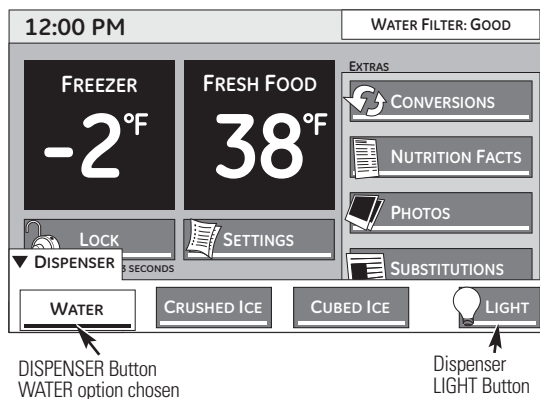 12:00 PM
WATER FILTER: GOOD
EXTRAS
FREEZER
-2°F
FRESH FOOD
38°F
CONVERSIONS
NUTRITION FACTS
PHOTOS
SUBSTITUTIONS
LOCK
3 SECONDS
SETTINGS
▼ DISPENSER
WATER
CRUSHED ICE
CUBED ICE
LIGHT
DISPENSER Button
WATER option chosen
Dispenser
LIGHT Button